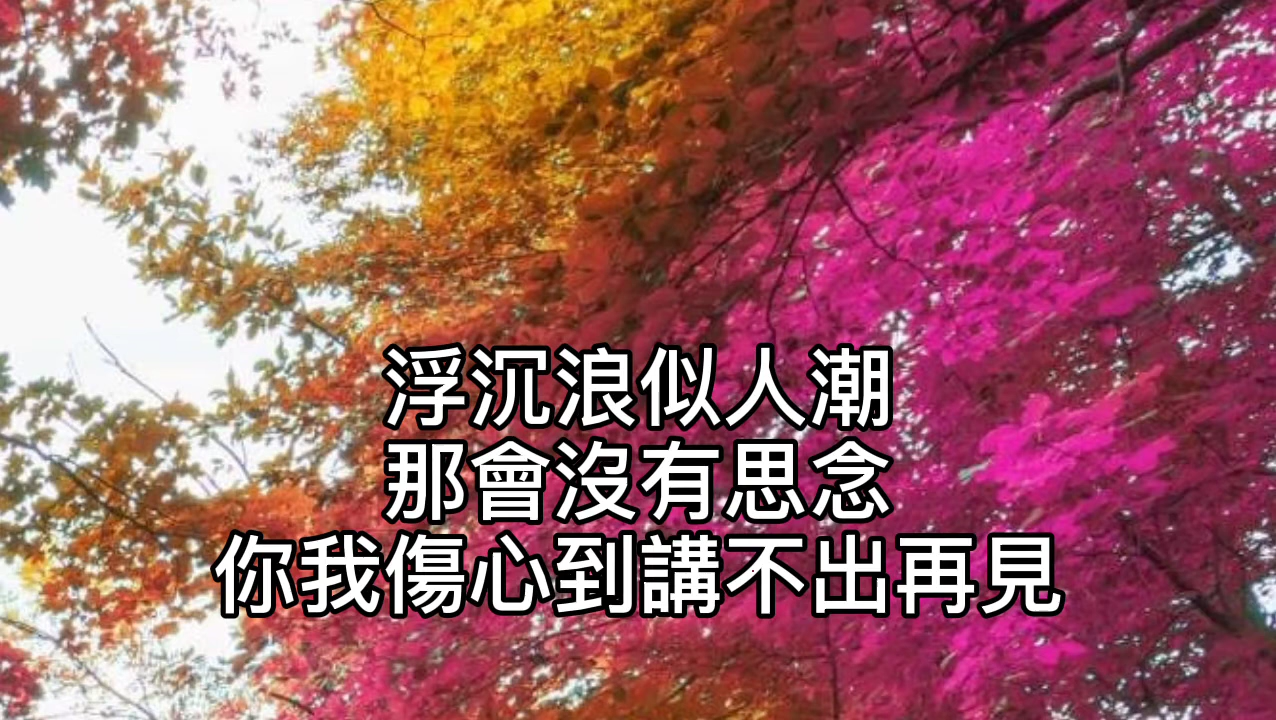 浮沉浪似人潮
那會沒有思念
你我傷心到講不出再見